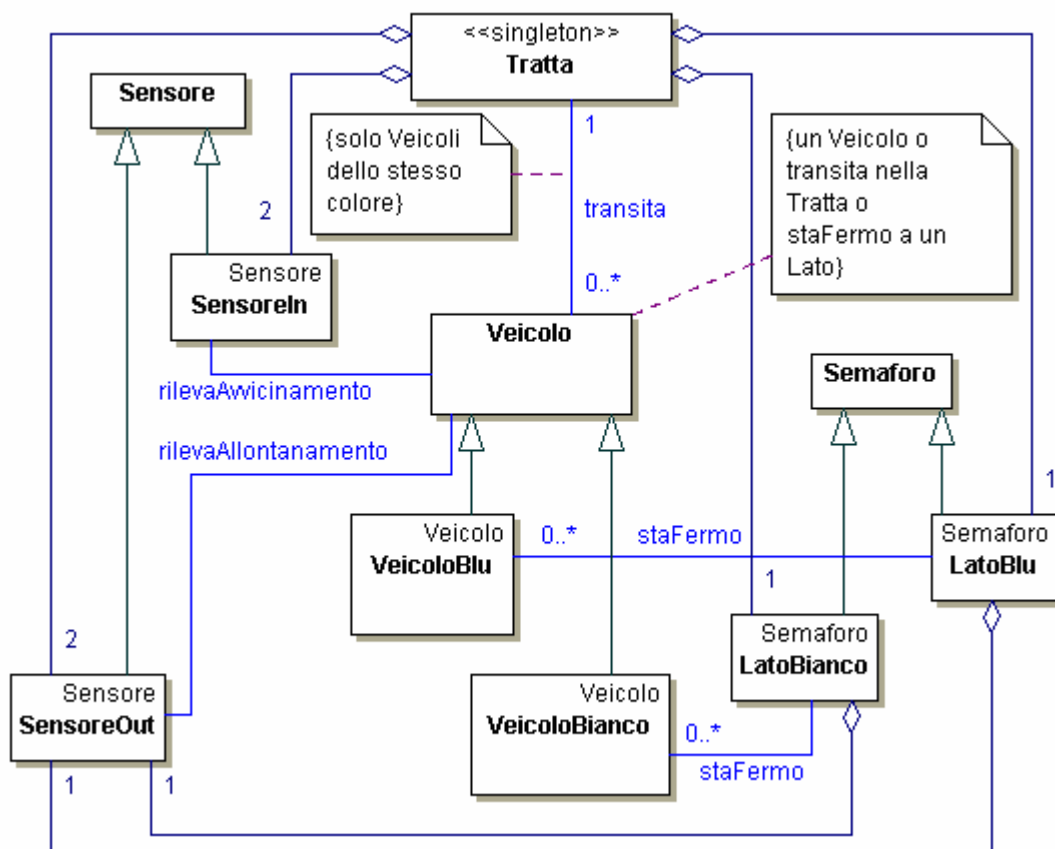 <<singleton>>
Tratta
Sensore
{solo Veicoli
dello stesso
colore}
1
{un Veicolo o
transita nella
Tratta o
staFermo a un
Lato}
2
transita
Sensore
SensoreIn
0..*
Veicolo
Semaforo
rilevaAvvicinamento
rilevaAllontanamento
1
Veicolo
VeicoloBlu
0..*
staFermo
Semaforo
LatoBlu
1
2
Semaforo
LatoBianco
Sensore
SensoreOut
Veicolo
VeicoloBianco
0..*
staFermo
1
1